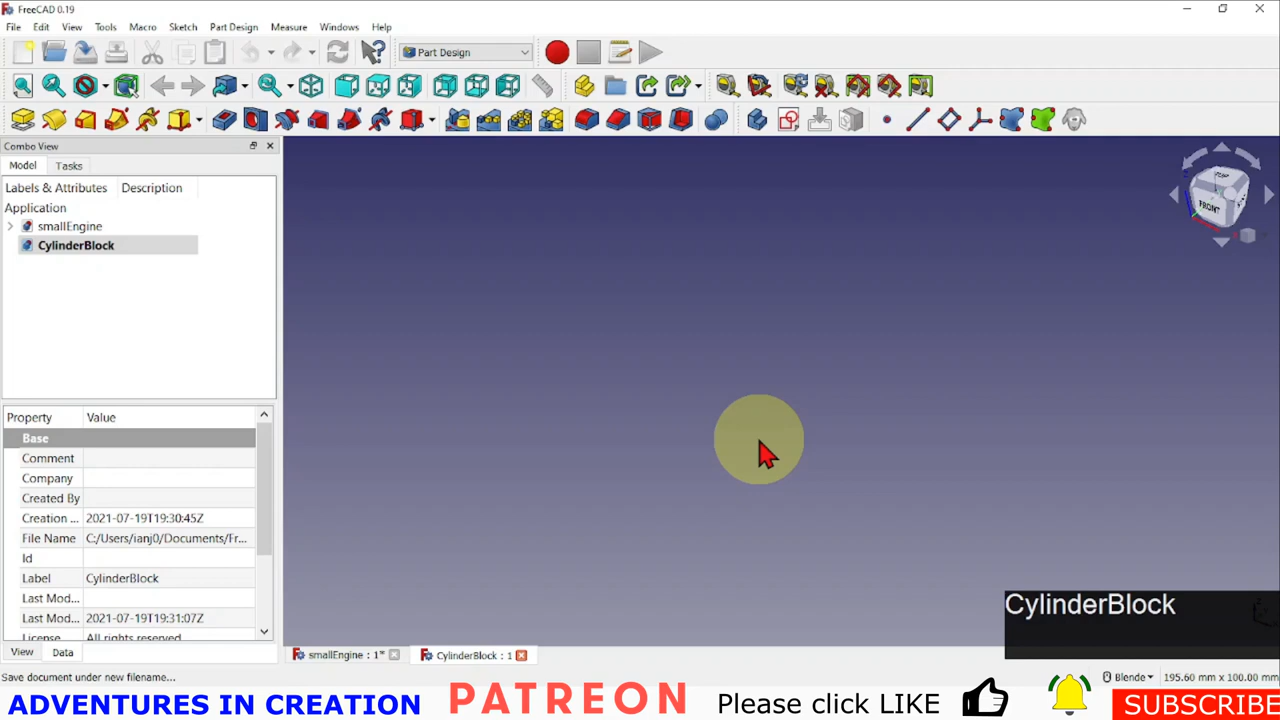 FreeCAD 0.19
File Edit View Tools Macro Sketch Part Design Measure Windows Help
Part Design
Combo View
Model Tasks
Labels & Attributes Description
Application
smallEngine
CylinderBlock
Property Value
Base
Comment
Company
Created By
Creation ... 2021-07-19T19:30:45Z
File Name C:/Users/ianj0/Documents/Fr...
Id
Label CylinderBlock
Last Mod...
Last Mod... 2021-07-19T19:31:07Z
License All rights reserved
View Data
FRONT
smallEngine : 1*
CylinderBlock : 1
CylinderBlock
Save document under new filename...
Blende 195.60 mm x 100.00 mm
ADVENTURES IN CREATION PATREON Please click LIKE SUBSCRIBE